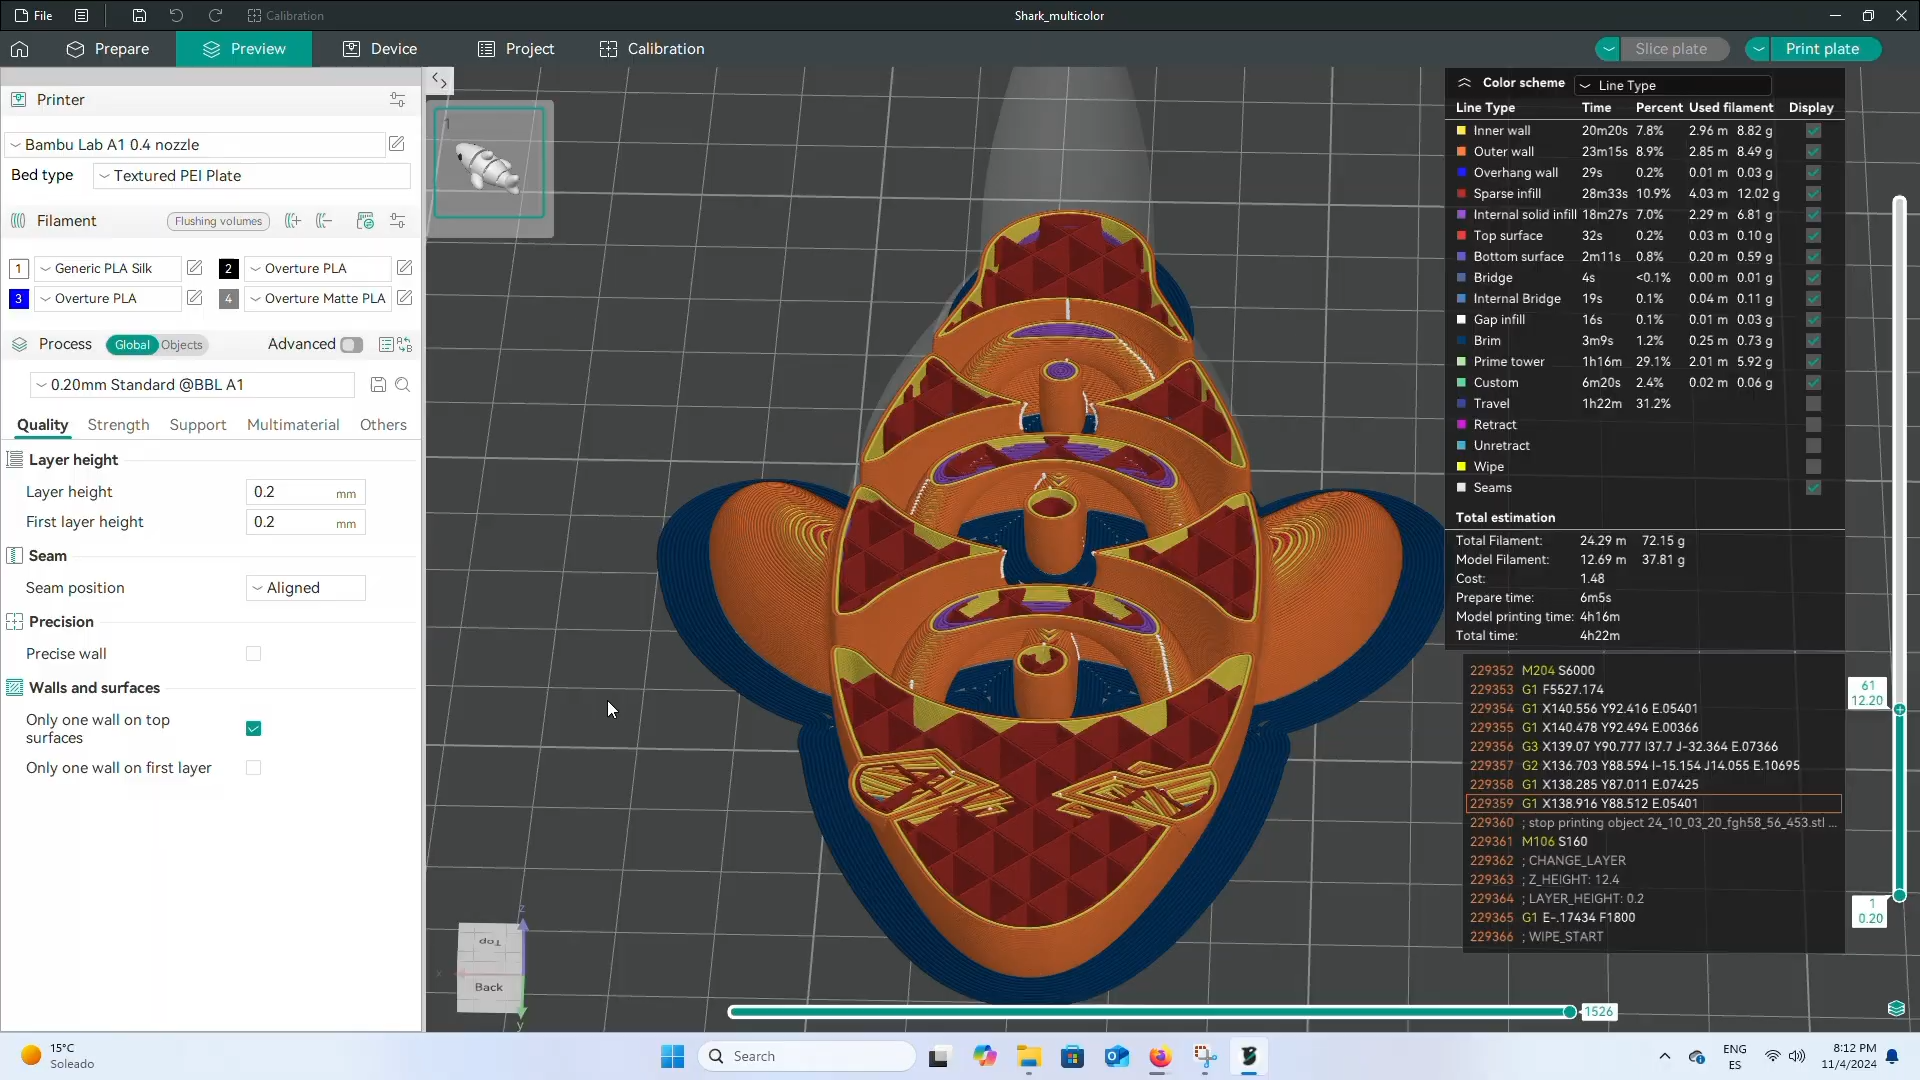 File Calibration Shark_multicolor
Prepare Preview Device Project Calibration Slice plate Print plate
Printer
Bambu Lab A1 0.4 nozzle
Bed type Textured PEI Plate
Filament Flushing volumes
1 Generic PLA Silk 2 Overture PLA
3 Overture PLA 4 Overture Matte PLA
Process Global Objects Advanced
0.20mm Standard @BBL A1
Quality Strength Support Multimaterial Others
Layer height
Layer height 0.2 mm
First layer height 0.2 mm
Seam
Seam position Aligned
Precision
Precise wall
Walls and surfaces
Only one wall on top
surfaces
Only one wall on first layer
1
Top
Back
x
y
z
Color scheme Line Type
Line Type Time Percent Used filament Display
Inner wall 20m20s 7.8% 2.96 m 8.82 g
Outer wall 23m15s 8.9% 2.85 m 8.49 g
Overhang wall 29s 0.2% 0.01 m 0.03 g
Sparse infill 28m33s 10.9% 4.03 m 12.02 g
Internal solid infill 18m27s 7.0% 2.29 m 6.81 g
Top surface 32s 0.2% 0.03 m 0.10 g
Bottom surface 2m11s 0.8% 0.20 m 0.59 g
Bridge 4s <0.1% 0.00 m 0.01 g
Internal Bridge 19s 0.1% 0.04 m 0.11 g
Gap infill 16s 0.1% 0.01 m 0.03 g
Brim 3m9s 1.2% 0.25 m 0.73 g
Prime tower 1h16m 29.1% 2.01 m 5.92 g
Custom 6m20s 2.4% 0.02 m 0.06 g
Travel 1h22m 31.2%
Retract
Unretract
Wipe
Seams
Total estimation
Total Filament: 24.29 m 72.15 g
Model Filament: 12.69 m 37.81 g
Cost: 1.48
Prepare time: 6m5s
Model printing time: 4h16m
Total time: 4h22m
229352 M204 S6000
229353 G1 F5527.174
229354 G1 X140.556 Y92.416 E.05401
229355 G1 X140.478 Y92.494 E.00366
229356 G3 X139.07 Y90.777 I37.7 J-32.364 E.07366
229357 G2 X136.703 Y88.594 I-15.154 J14.055 E.10695
229358 G1 X138.285 Y87.011 E.07425
229359 G1 X138.916 Y88.512 E.05401
229360 ; stop printing object 24_10_03_20_fgh58_56_453.stl ...
229361 M106 S160
229362 ; CHANGE_LAYER
229363 ; Z_HEIGHT: 12.4
229364 ; LAYER_HEIGHT: 0.2
229365 G1 E-.17434 F1800
229366 ; WIPE_START
61
12.20
1
0.20
1526
15°C
Soleado
Search
ENG
ES
8:12 PM
11/4/2024